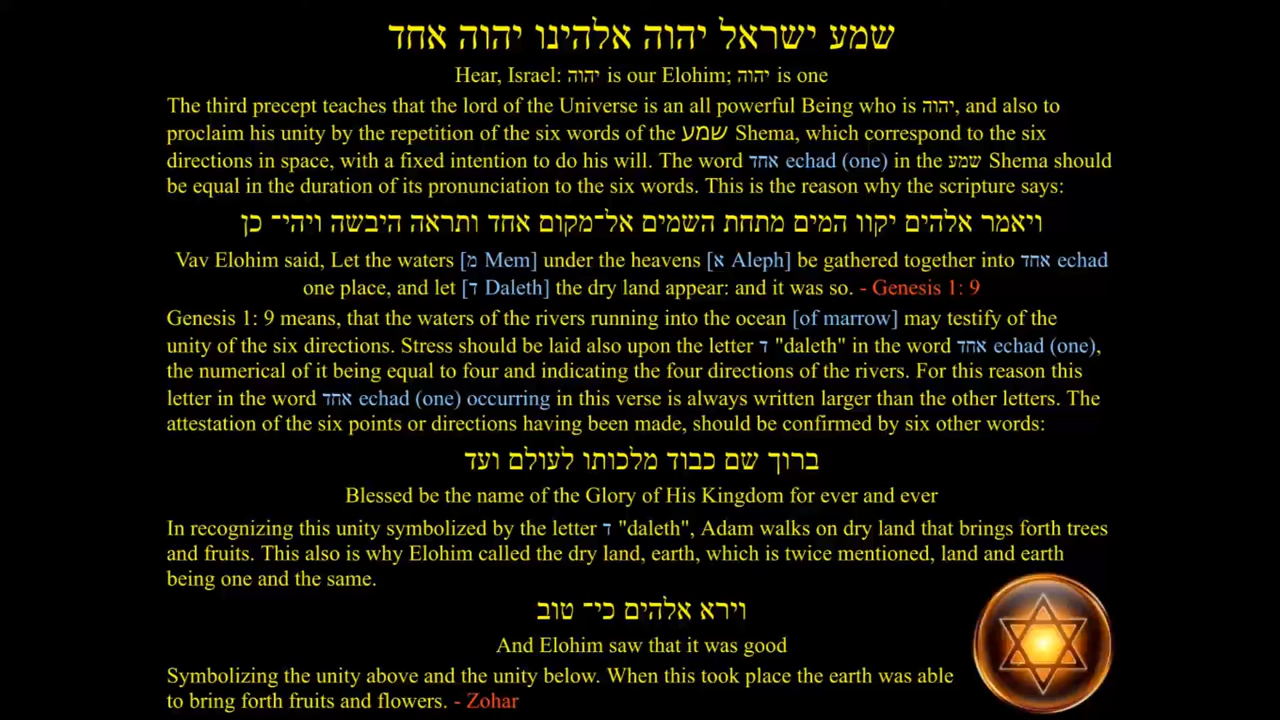 שמע ישראל יהוה אלהינו יהוה אחד
Hear, Israel: יהוה is our Elohim; יהוה is one
The third precept teaches that the lord of the Universe is an all powerful Being who is יהוה, and also to
proclaim his unity by the repetition of the six words of the שמע Shema, which correspond to the six
directions in space, with a fixed intention to do his will. The word אחד echad (one) in the שמע Shema should
be equal in the duration of its pronunciation to the six words. This is the reason why the scripture says:
ויאמר אלהים יקוו המים מתחת השמים אל־מקום אחד ותראה היבשה ויהי־ כן
Vav Elohim said, Let the waters [מ Mem] under the heavens [א Aleph] be gathered together into אחד echad
one place, and let [ד Daleth] the dry land appear: and it was so. - Genesis 1: 9
Genesis 1: 9 means, that the waters of the rivers running into the ocean [of marrow] may testify of the
unity of the six directions. Stress should be laid also upon the letter ד "daleth" in the word אחד echad (one),
the numerical of it being equal to four and indicating the four directions of the rivers. For this reason this
letter in the word אחד echad (one) occurring in this verse is always written larger than the other letters. The
attestation of the six points or directions having been made, should be confirmed by six other words:
ברוך שם כבוד מלכותו לעולם ועד
Blessed be the name of the Glory of His Kingdom for ever and ever
In recognizing this unity symbolized by the letter ד "daleth", Adam walks on dry land that brings forth trees
and fruits. This also is why Elohim called the dry land, earth, which is twice mentioned, land and earth
being one and the same.
וירא אלהים כי־ טוב
And Elohim saw that it was good
Symbolizing the unity above and the unity below. When this took place the earth was able
to bring forth fruits and flowers. - Zohar